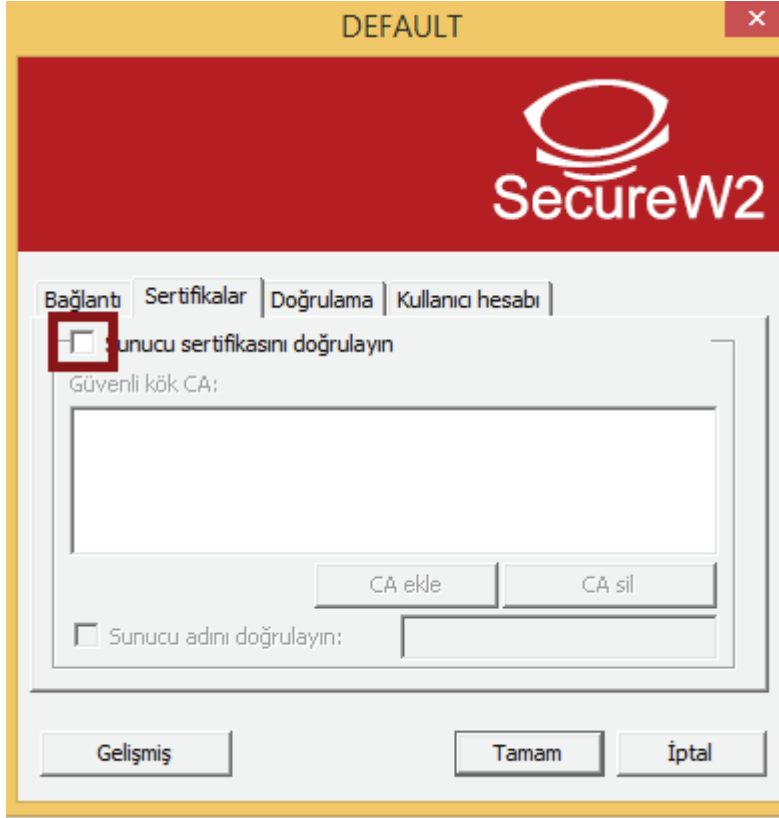 DEFAULT
SecureW2
Bağlantı Sertifikalar Doğrulama Kullanıcı hesabı
Sunucu sertifikasını doğrulayın
Güvenli kök CA:
CA ekle CA sil
Sunucu adını doğrulayın:
Gelişmiş Tamam İptal